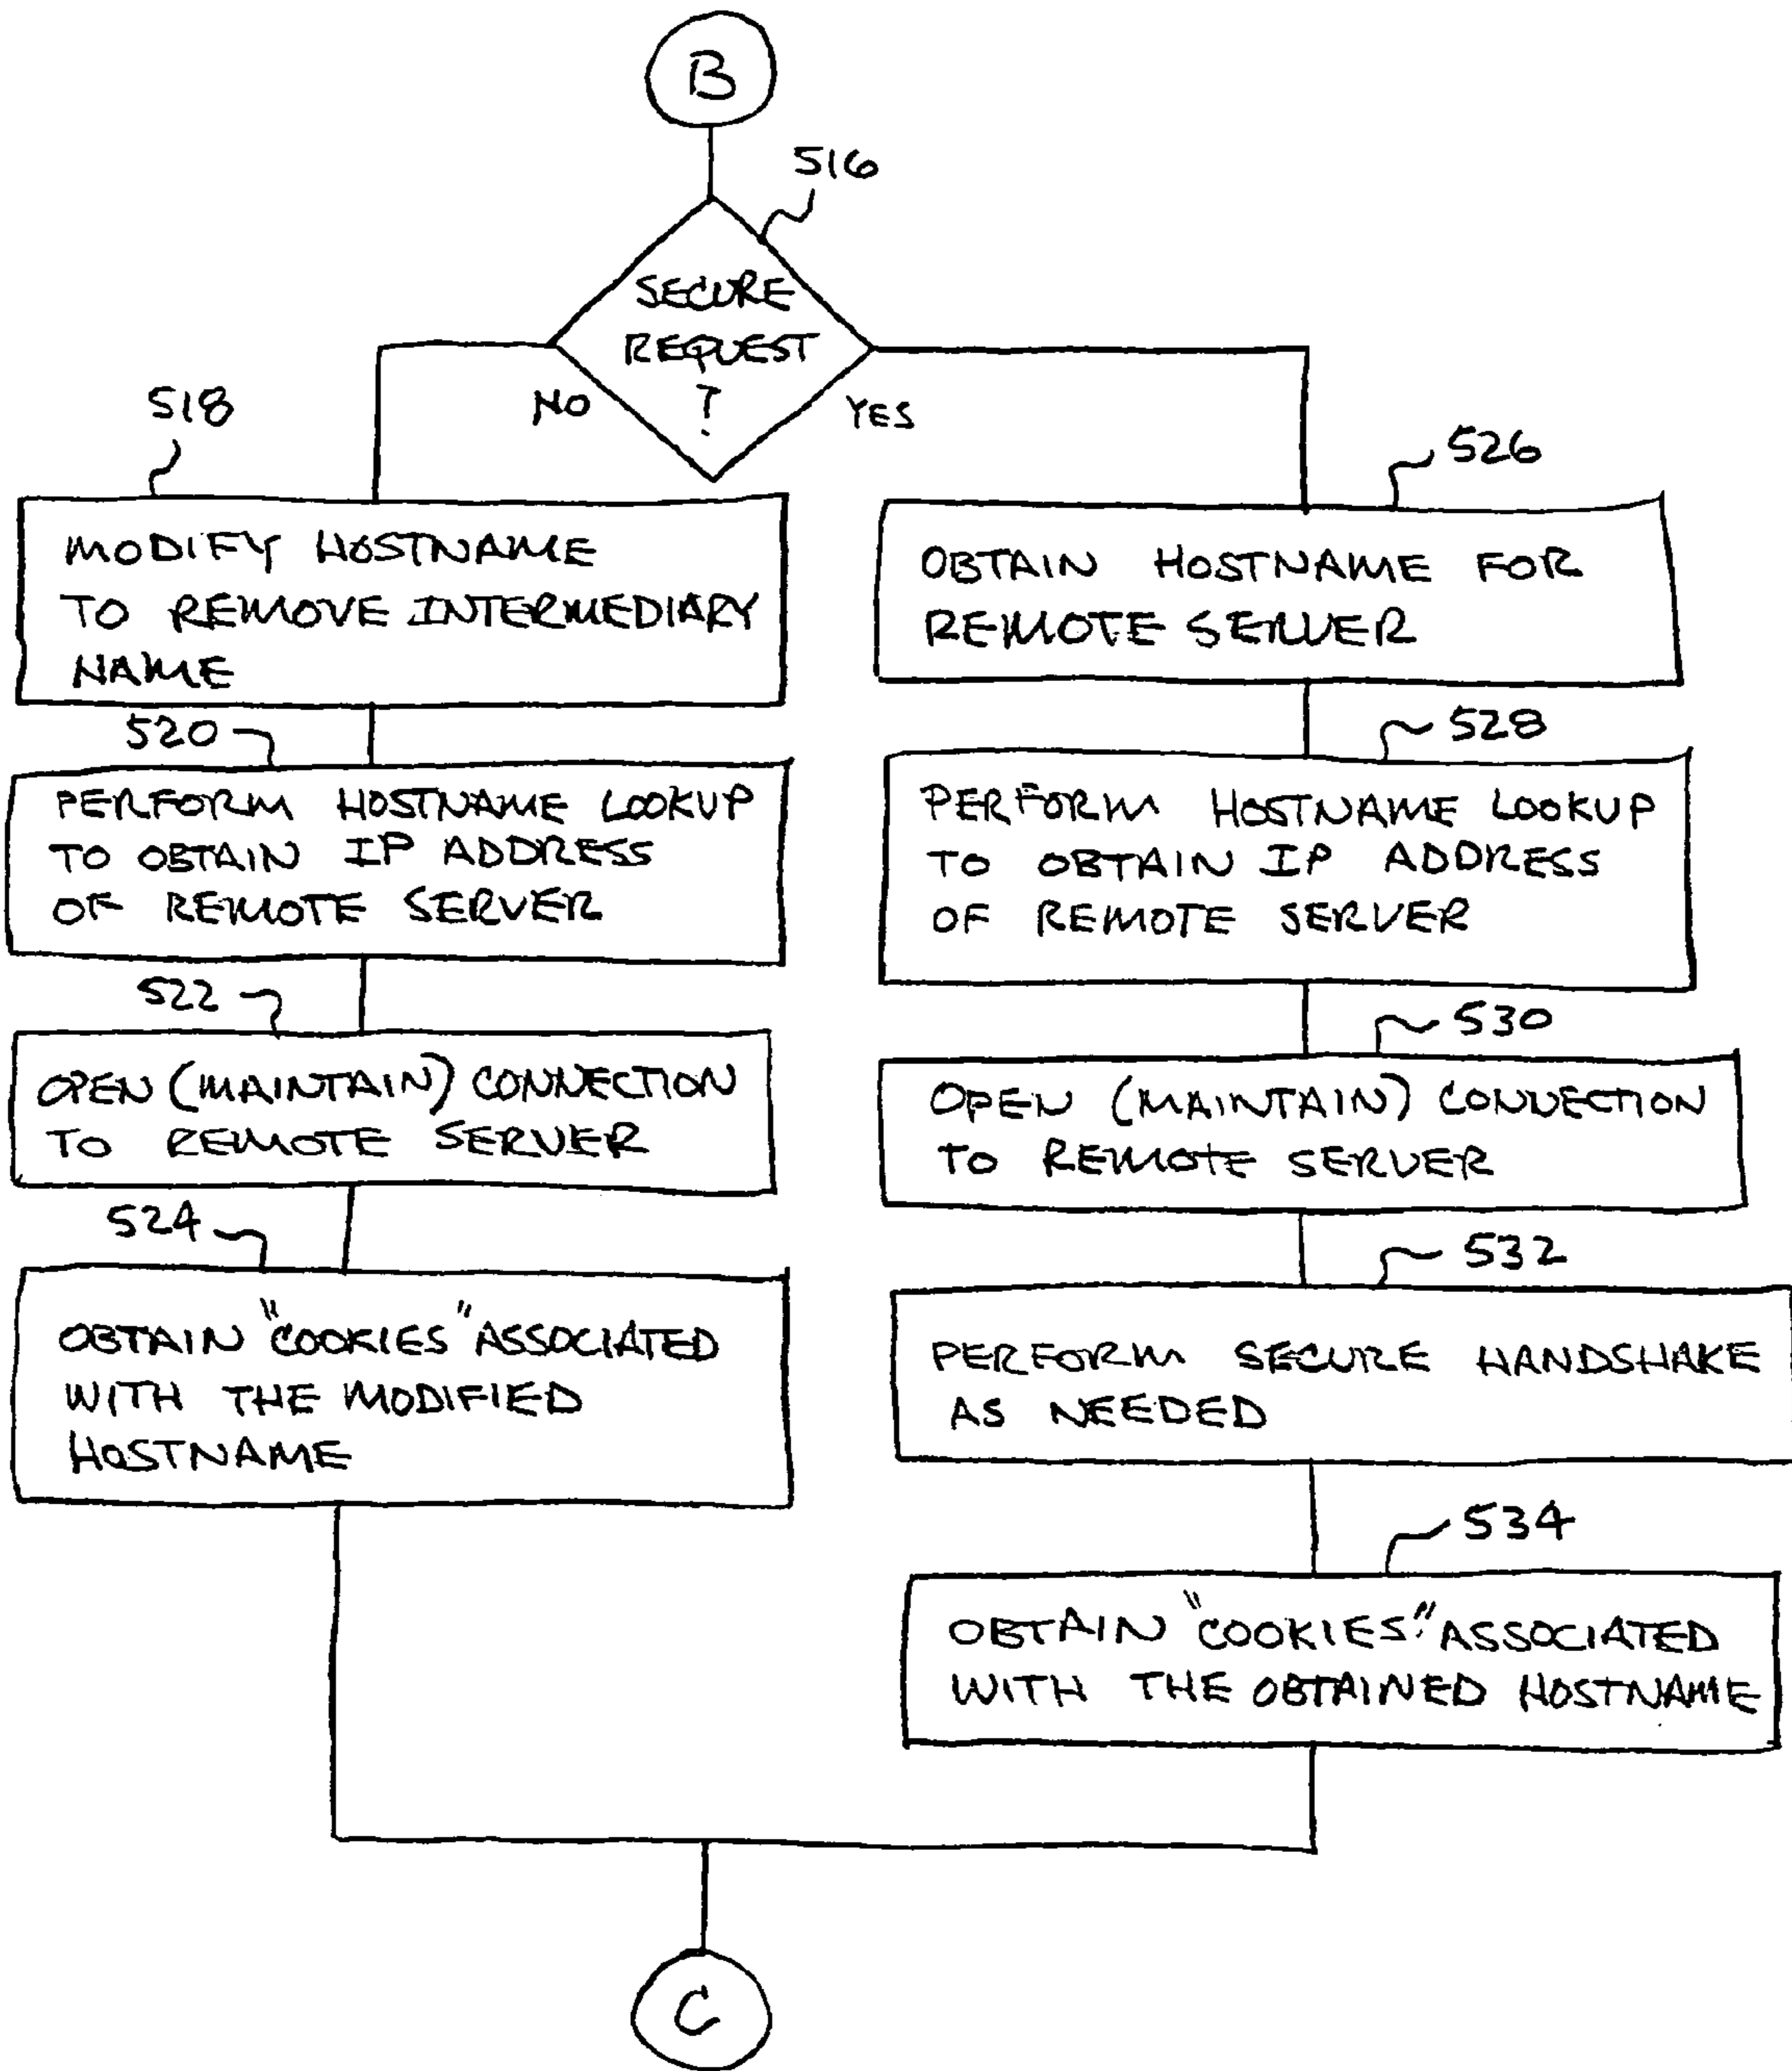 B
516
SECURE
REQUEST
?
NO
YES
518
MODIFY HOSTNAME
TO REMOVE INTERMEDIARY
NAME
520
PERFORM HOSTNAME LOOKUP
TO OBTAIN IP ADDRESS
OF REMOTE SERVER
522
OPEN (MAINTAIN) CONNECTION
TO REMOTE SERVER
524
OBTAIN "COOKIES" ASSOCIATED
WITH THE MODIFIED
HOSTNAME
526
OBTAIN HOSTNAME FOR
REMOTE SERVER
528
PERFORM HOSTNAME LOOKUP
TO OBTAIN IP ADDRESS
OF REMOTE SERVER
530
OPEN (MAINTAIN) CONNECTION
TO REMOTE SERVER
532
PERFORM SECURE HANDSHAKE
AS NEEDED
534
OBTAIN "COOKIES" ASSOCIATED
WITH THE OBTAINED HOSTNAME
C